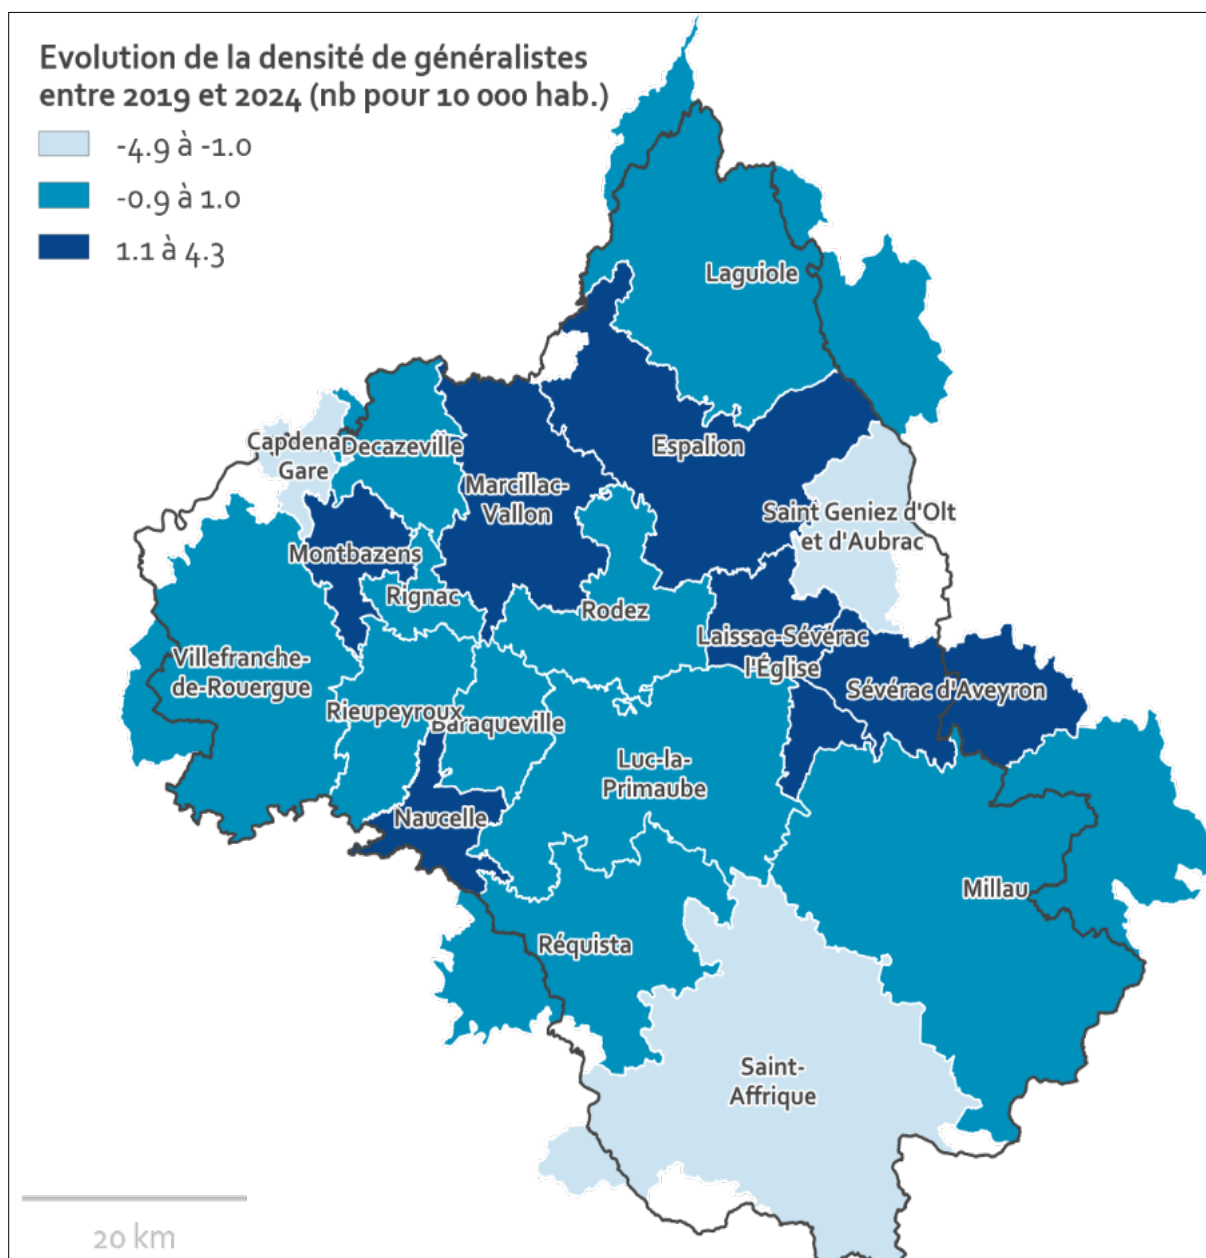 Evolution de la densité de généralistes
entre 2019 et 2024 (nb pour 10 000 hab.)
-4.9 à -1.0
-0.9 à 1.0
1.1 à 4.3
Laguiole
Capdena
Gare
Decazeville
Espalion
Marcillac-
Vallon
Saint Geniez d'Olt
et d'Aubrac
Montbazens
Rignac
Rodez
Laissac-Sévérac
l'Église
Villefranche-
de-Rouergue
Sévérac d'Aveyron
Rieupeyroux
Baraqueville
Luc-la-
Primaube
Naucelle
Millau
Réquista
Saint-
Affrique
20 km